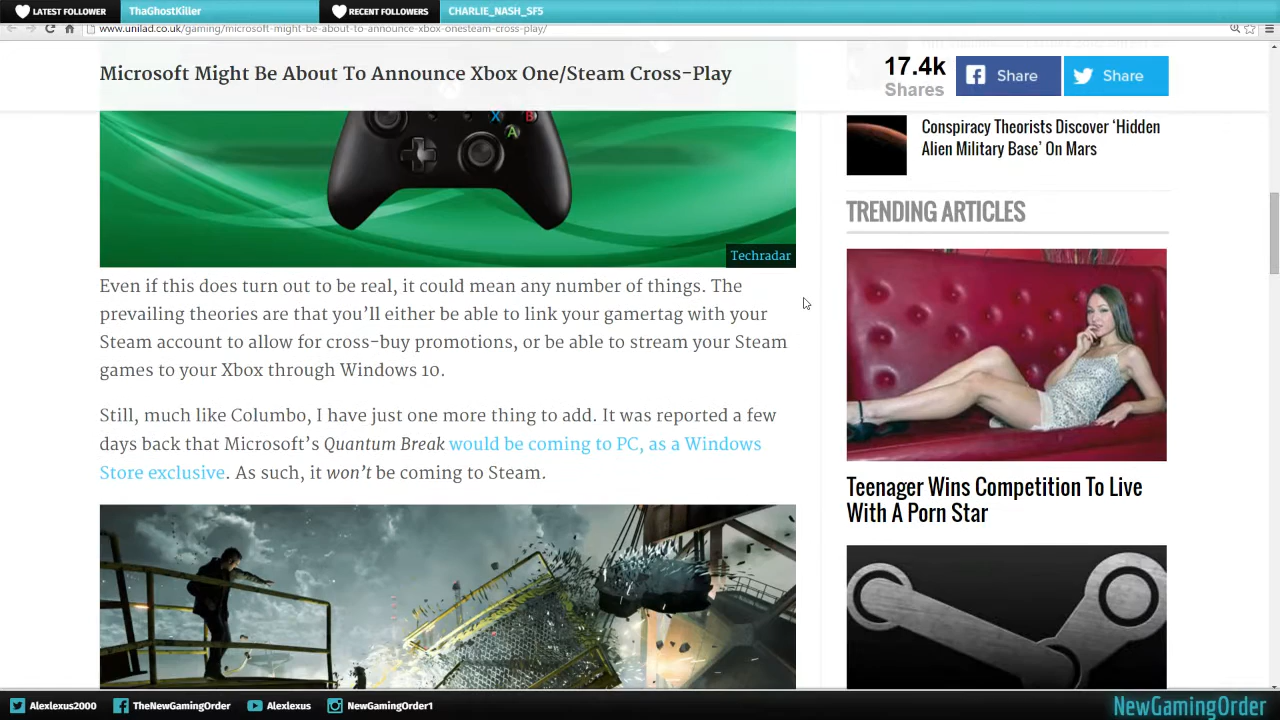 LATEST FOLLOWER
ThaGhostKiller
RECENT FOLLOWERS
CHARLIE_NASH_SF5
www.unilad.co.uk/gaming/microsoft-might-be-about-to-announce-xbox-onesteam-cross-play/
Microsoft Might Be About To Announce Xbox One/Steam Cross-Play
17.4k
Shares
Share
Share
X
B
A
Techradar
Even if this does turn out to be real, it could mean any number of things. The
prevailing theories are that you’ll either be able to link your gamertag with your
Steam account to allow for cross-buy promotions, or be able to stream your Steam
games to your Xbox through Windows 10.
Still, much like Columbo, I have just one more thing to add. It was reported a few
days back that Microsoft’s Quantum Break would be coming to PC, as a Windows
Store exclusive. As such, it won’t be coming to Steam.
Conspiracy Theorists Discover ‘Hidden
Alien Military Base’ On Mars
TRENDING ARTICLES
Teenager Wins Competition To Live
With A Porn Star
Alexlexus2000
TheNewGamingOrder
Alexlexus
NewGamingOrder1
NewGamingOrder